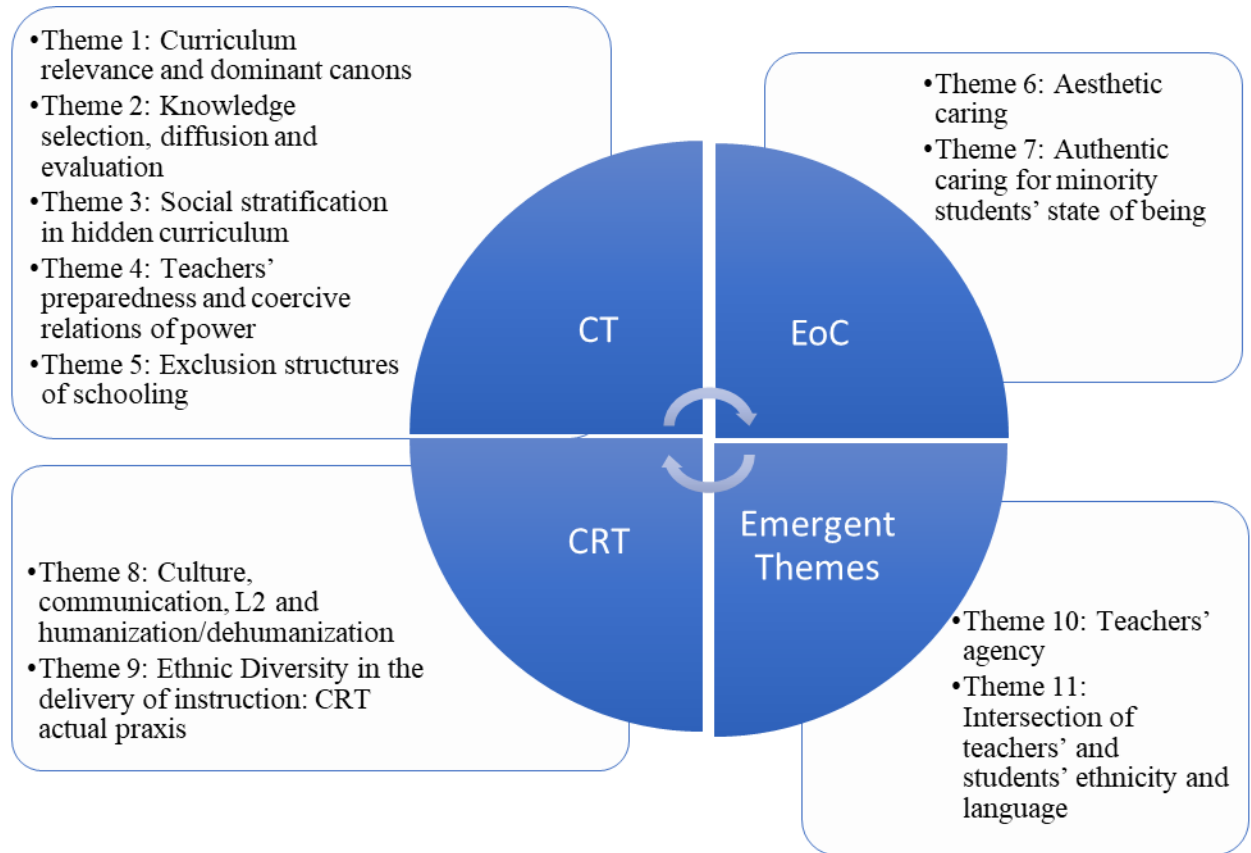 •Theme 1: Curriculum
relevance and dominant canons
•Theme 2: Knowledge
selection, diffusion and
evaluation
•Theme 3: Social stratification
in hidden curriculum
•Theme 4: Teachers’
preparedness and coercive
relations of power
•Theme 5: Exclusion structures
of schooling
•Theme 6: Aesthetic
caring
•Theme 7: Authentic
caring for minority
students’ state of being
CT
EoC
CRT
Emergent
Themes
•Theme 8: Culture,
communication, L2 and
humanization/dehumanization
•Theme 9: Ethnic Diversity in the
delivery of instruction: CRT
actual praxis
•Theme 10: Teachers’
agency
•Theme 11:
Intersection of
teachers’ and
students’ ethnicity and
language